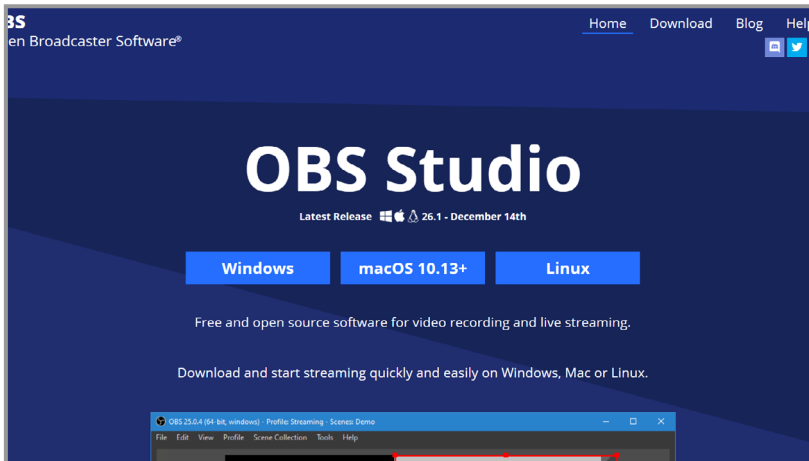 BS
en Broadcaster Software®
Home Download Blog Help
OBS Studio
Latest Release 26.1 - December 14th
Windows macOS 10.13+ Linux
Free and open source software for video recording and live streaming.
Download and start streaming quickly and easily on Windows, Mac or Linux.
OBS 25.0.4 (64-bit, windows) - Profile: Streaming - Scenes: Demo
File Edit View Profile Scene Collection Tools Help